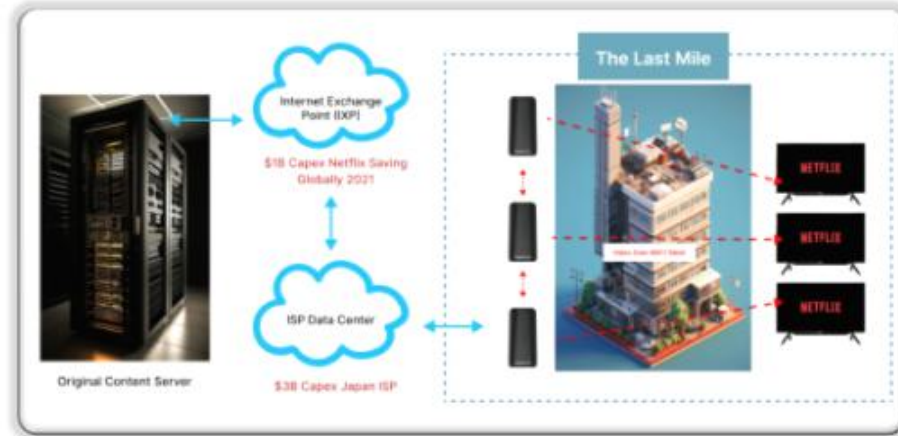 The Last Mile
Internet Exchange
Point (IXP)
$1B Capex Netflix Saving
Globally 2021
ISP Data Center
$3B Capex Japan ISP
Original Content Server
NETFLIX
NETFLIX
NETFLIX